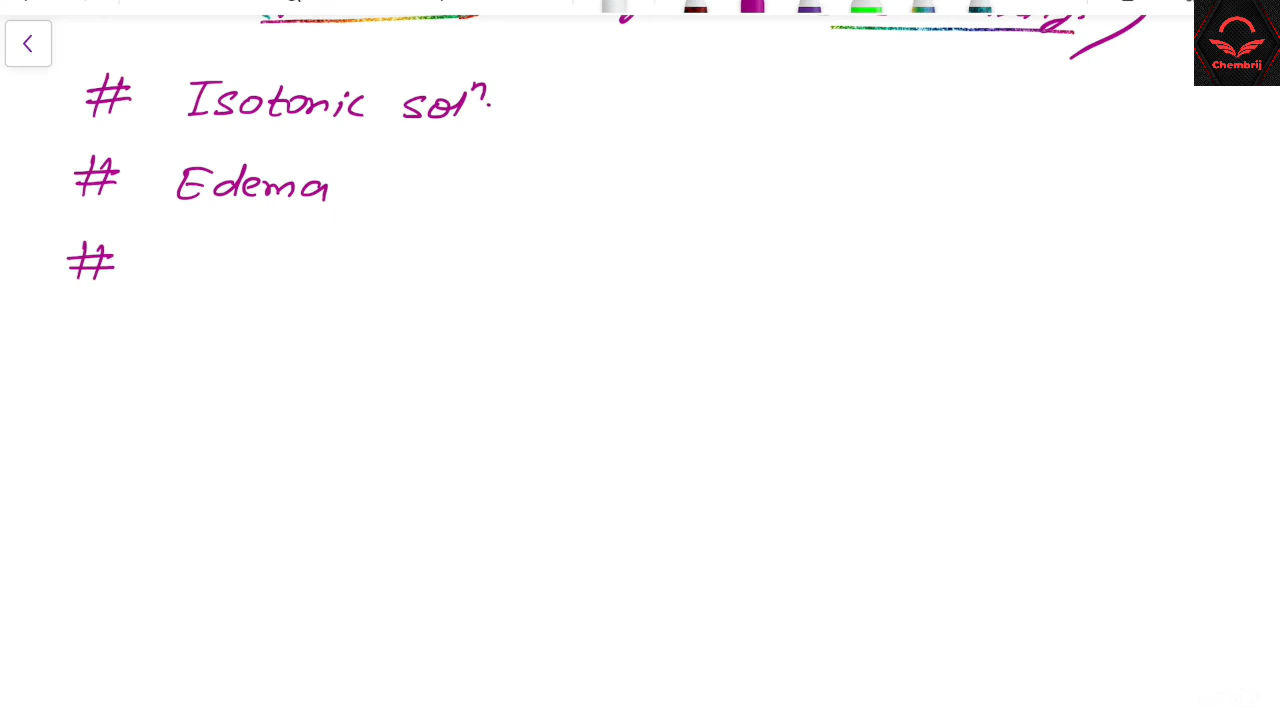 Chembrij
# Isotonic solⁿ.
# Edema
#